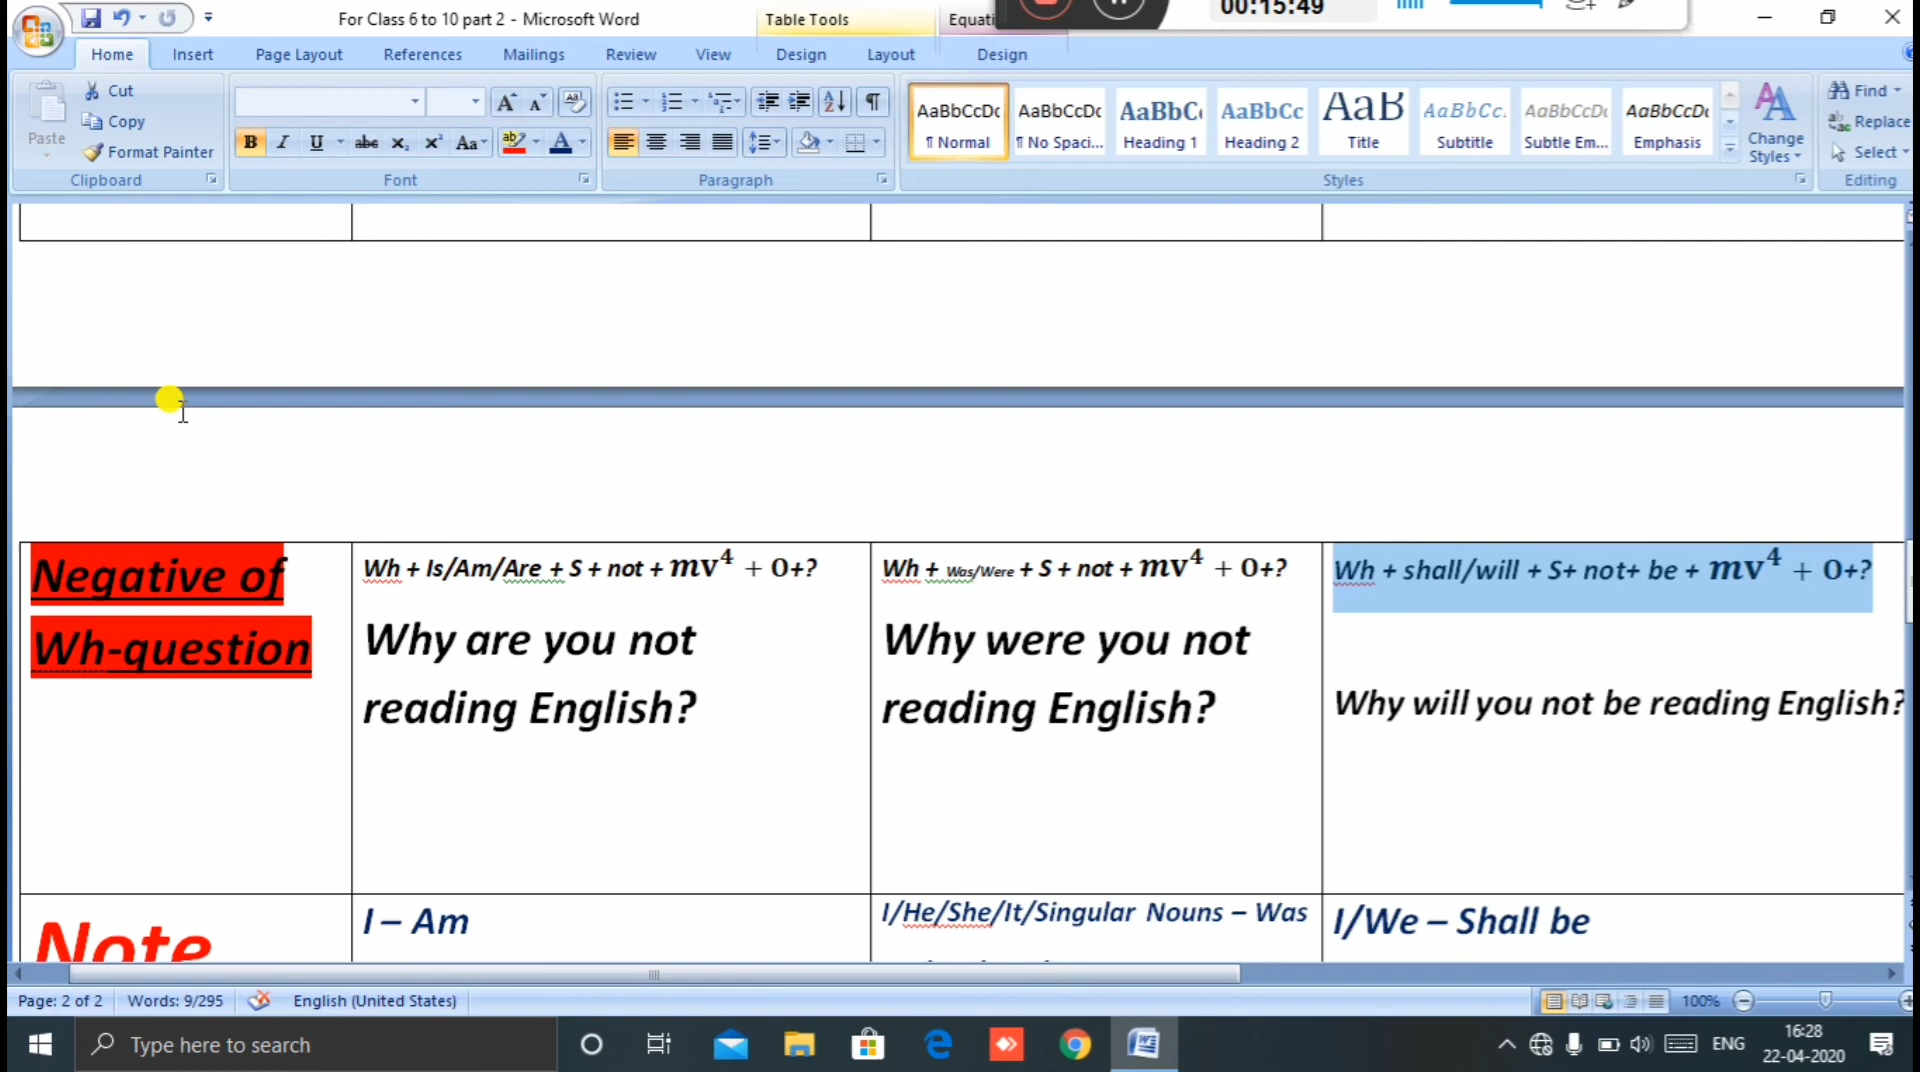 For Class 6 to 10 part 2 - Microsoft Word
Table Tools
00:15:49
Home
Insert
Page Layout
References
Mailings
Review
View
Design
Layout
Design
Paste
Cut
Copy
Format Painter
Clipboard
B I U abc x₂ x² Aa
Font
Paragraph
AaBbCcDc
¶ Normal
AaBbCcDc
¶ No Spaci...
AaBbC
Heading 1
AaBbCc
Heading 2
AaB
Title
AaBbCc.
Subtitle
AaBbCcDc
Subtle Em...
AaBbCcDc
Emphasis
Change
Styles
Styles
Find
Replace
Select
Editing
Negative of
Wh-question
Wh + Is/Am/Are + S + not + mv⁴ + O+?
Why are you not
reading English?
Wh + Was/Were + S + not + mv⁴ + O+?
Why were you not
reading English?
Wh + shall/will + S+ not+ be + mv⁴ + O+?
Why will you not be reading English?
Note
I – Am
I/He/She/It/Singular Nouns – Was
I/We – Shall be
Page: 2 of 2
Words: 9/295
English (United States)
100%
Type here to search
ENG
16:28
22-04-2020